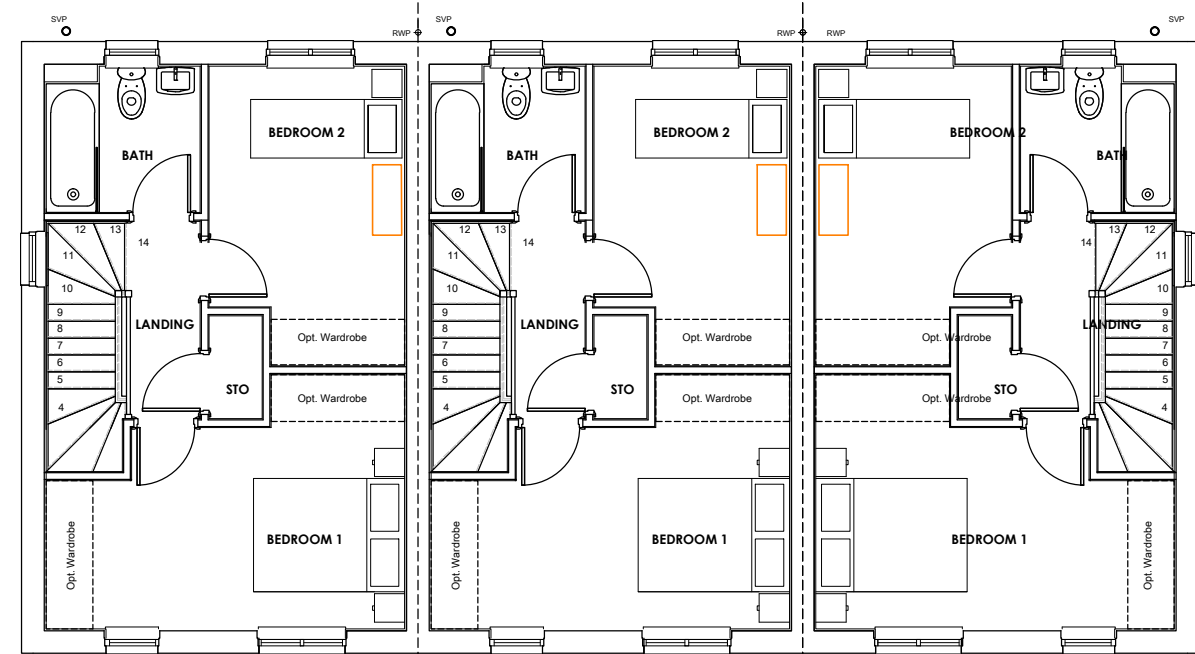 SVP
RWP
SVP
RWP
RWP
SVP
BATH
BEDROOM 2
12
13
14
11
10
9
8
7
6
5
4
LANDING
STO
Opt. Wardrobe
Opt. Wardrobe
Opt. Wardrobe
BEDROOM 1
BATH
BEDROOM 2
12
13
14
11
10
9
8
7
6
5
4
LANDING
STO
Opt. Wardrobe
Opt. Wardrobe
Opt. Wardrobe
BEDROOM 1
BEDROOM 2
BATH
14
13
12
11
10
9
8
7
6
5
4
LANDING
STO
Opt. Wardrobe
Opt. Wardrobe
BEDROOM 1
Opt. Wardrobe